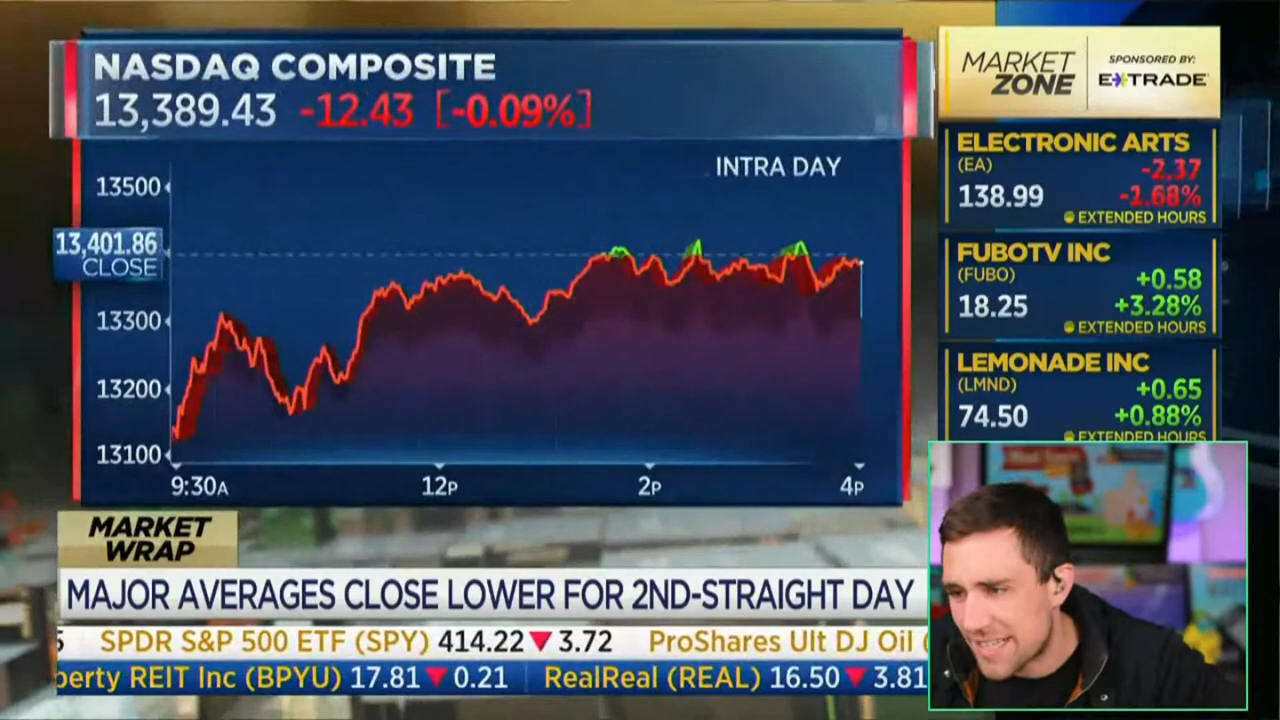 NASDAQ COMPOSITE
13,389.43 -12.43 [-0.09%]
INTRA DAY
13500
13,401.86
CLOSE
13300
13200
13100
9:30A 12P 2P 4P
MARKET ZONE
SPONSORED BY:
E*TRADE
ELECTRONIC ARTS
(EA) -2.37
138.99 -1.68%
EXTENDED HOURS
FUBOTV INC
(FUBO) +0.58
18.25 +3.28%
EXTENDED HOURS
LEMONADE INC
(LMND) +0.65
74.50 +0.88%
EXTENDED HOURS
MARKET
WRAP
MAJOR AVERAGES CLOSE LOWER FOR 2ND-STRAIGHT DAY
5 SPDR S&P 500 ETF (SPY) 414.22 ▼ 3.72 ProShares Ult DJ Oil (
perty REIT Inc (BPYU) 17.81 ▼ 0.21 RealReal (REAL) 16.50 ▼ 3.81